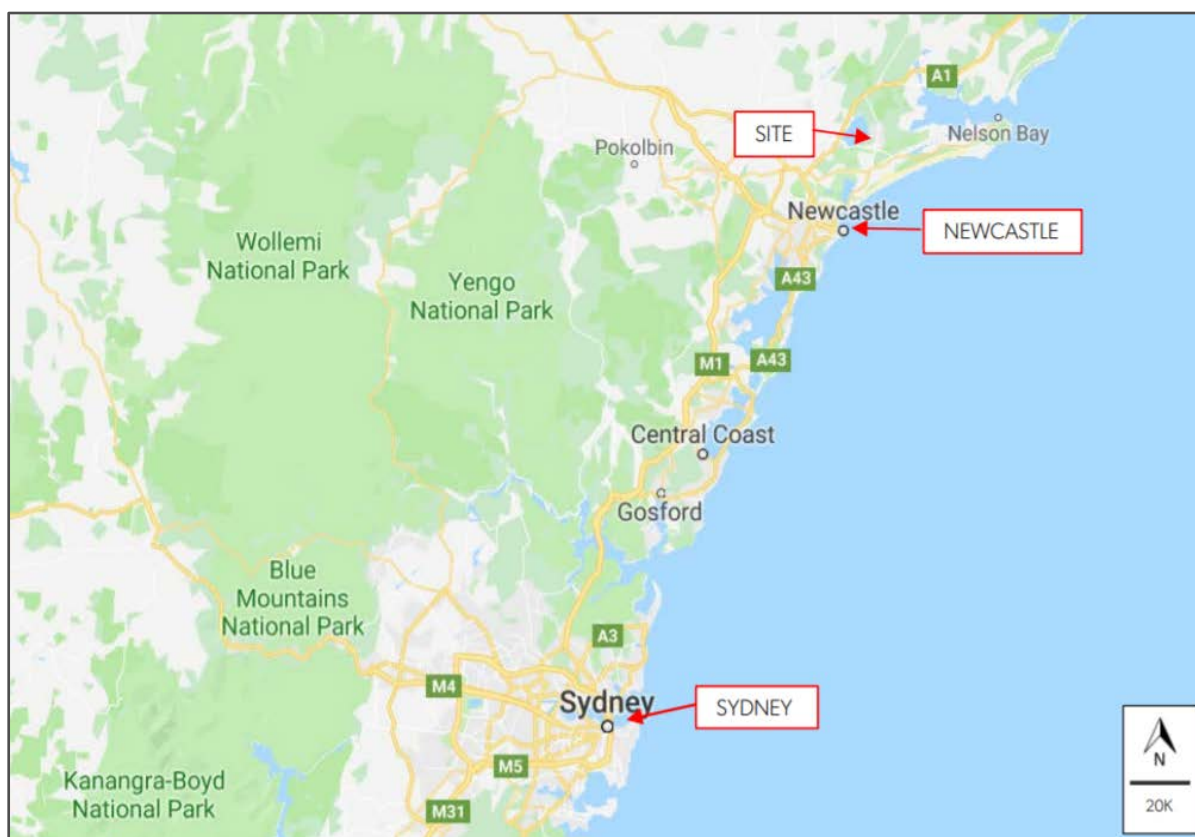 A1
SITE
Nelson Bay
Pokolbin
Newcastle
NEWCASTLE
Wollemi
National Park
A43
Yengo
National Park
M1
A43
Central Coast
Gosford
Blue
Mountains
National Park
A3
M4
Sydney
SYDNEY
M5
Kanangra-Boyd
National Park
M31
N
20K